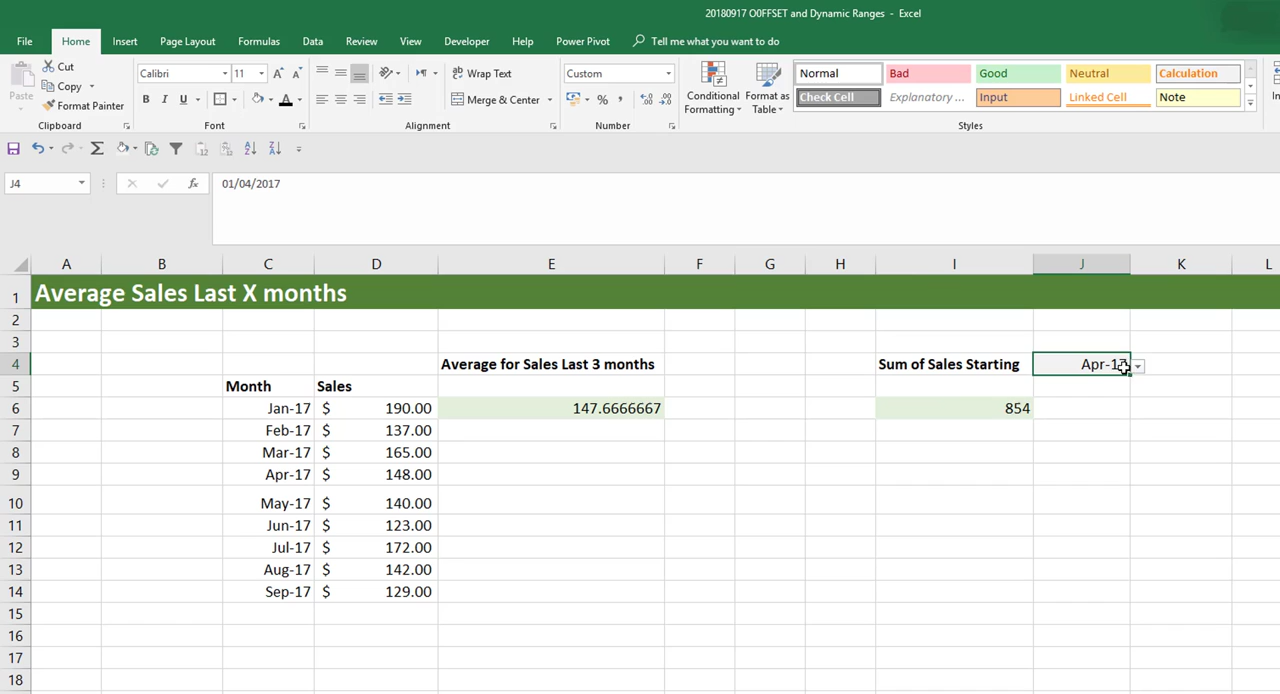 20180917 O0FFSET and Dynamic Ranges - Excel
File Home Insert Page Layout Formulas Data Review View Developer Help Power Pivot Tell me what you want to do
Paste
Cut
Copy
Format Painter
Clipboard
Calibri 11
B I U
Font
Wrap Text
Merge & Center
Alignment
Custom
Number
Conditional Formatting
Format as Table
Normal Bad Good Neutral Calculation
Check Cell Explanatory ... Input Linked Cell Note
Styles
J4 fx 01/04/2017
A B C D E F G H I J K L
1 Average Sales Last X months
2
3
4 Average for Sales Last 3 months Sum of Sales Starting Apr-17
5 Month Sales
6 Jan-17 $ 190.00 147.6666667 854
7 Feb-17 $ 137.00
8 Mar-17 $ 165.00
9 Apr-17 $ 148.00
10 May-17 $ 140.00
11 Jun-17 $ 123.00
12 Jul-17 $ 172.00
13 Aug-17 $ 142.00
14 Sep-17 $ 129.00
15
16
17
18